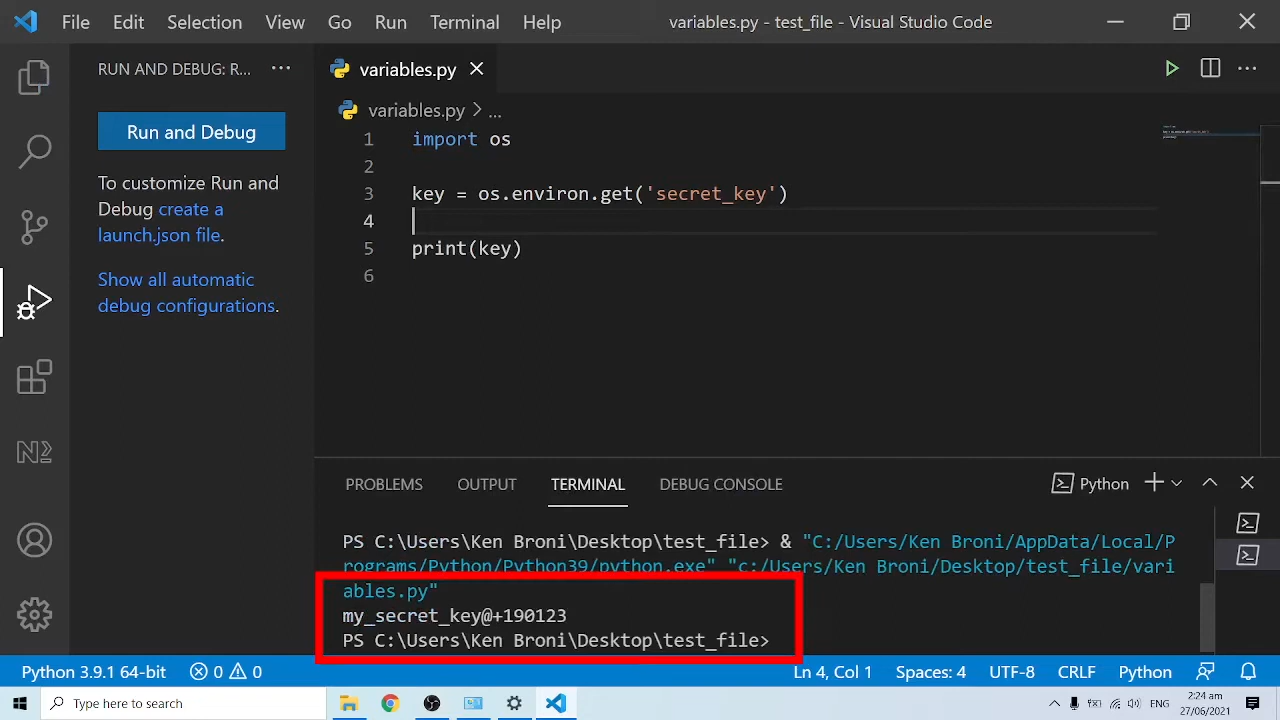 File Edit Selection View Go Run Terminal Help variables.py - test_file - Visual Studio Code
RUN AND DEBUG: R... ...
variables.py
variables.py > ...
Run and Debug
To customize Run and
Debug create a
launch.json file.
Show all automatic
debug configurations.
1 import os
2
3 key = os.environ.get('secret_key')
4
5 print(key)
6
PROBLEMS OUTPUT TERMINAL DEBUG CONSOLE Python
PS C:\Users\Ken Broni\Desktop\test_file> & "C:/Users/Ken Broni/AppData/Local/P
rograms/Python/Python39/python.exe" "c:/Users/Ken Broni/Desktop/test_file/vari
ables.py"
my_secret_key@+190123
PS C:\Users\Ken Broni\Desktop\test_file>
Python 3.9.1 64-bit 0 0 Ln 4, Col 1 Spaces: 4 UTF-8 CRLF Python
Type here to search
ENG
2:24 am
27/06/2021